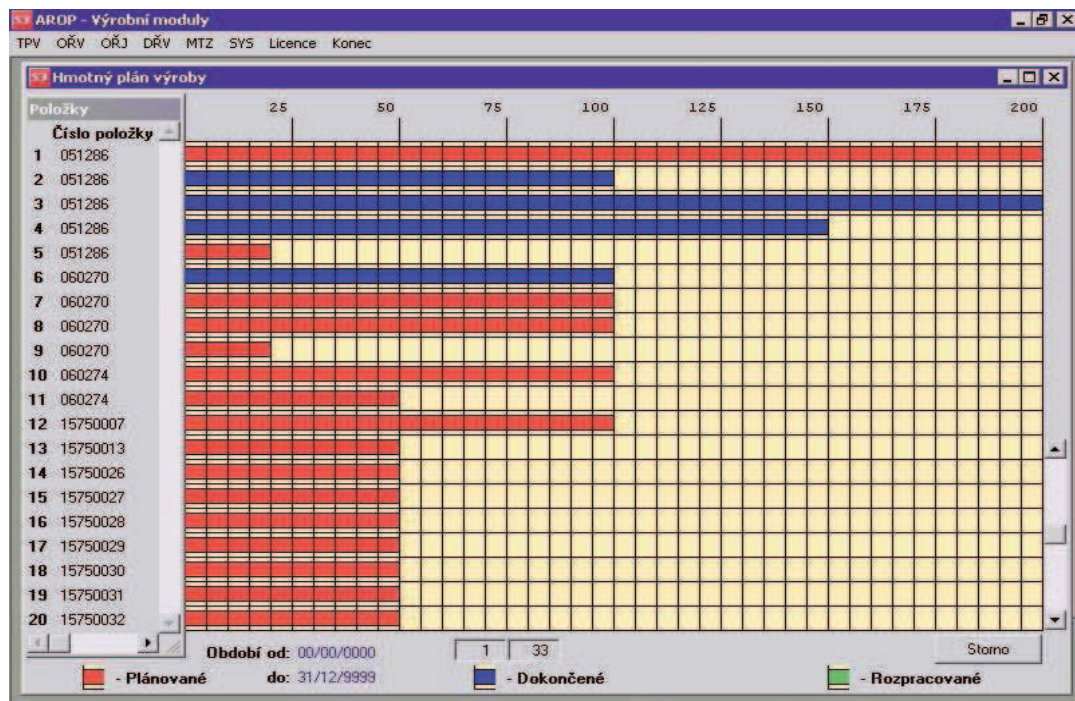 AROP - Výrobní moduly
TPV OŘV OŘJ DŘV MTZ SYS Licence Konec
Hmotný plán výroby
Položky 25 50 75 100 125 150 175 200
Číslo položky
1 051286
2 051286
3 051286
4 051286
5 051286
6 060270
7 060270
8 060270
9 060270
10 060274
11 060274
12 15750007
13 15750013
14 15750026
15 15750027
16 15750028
17 15750029
18 15750030
19 15750031
20 15750032
Období od: 00/00/0000 1 33 Storno
- Plánované do: 31/12/9999 - Dokončené - Rozpracované